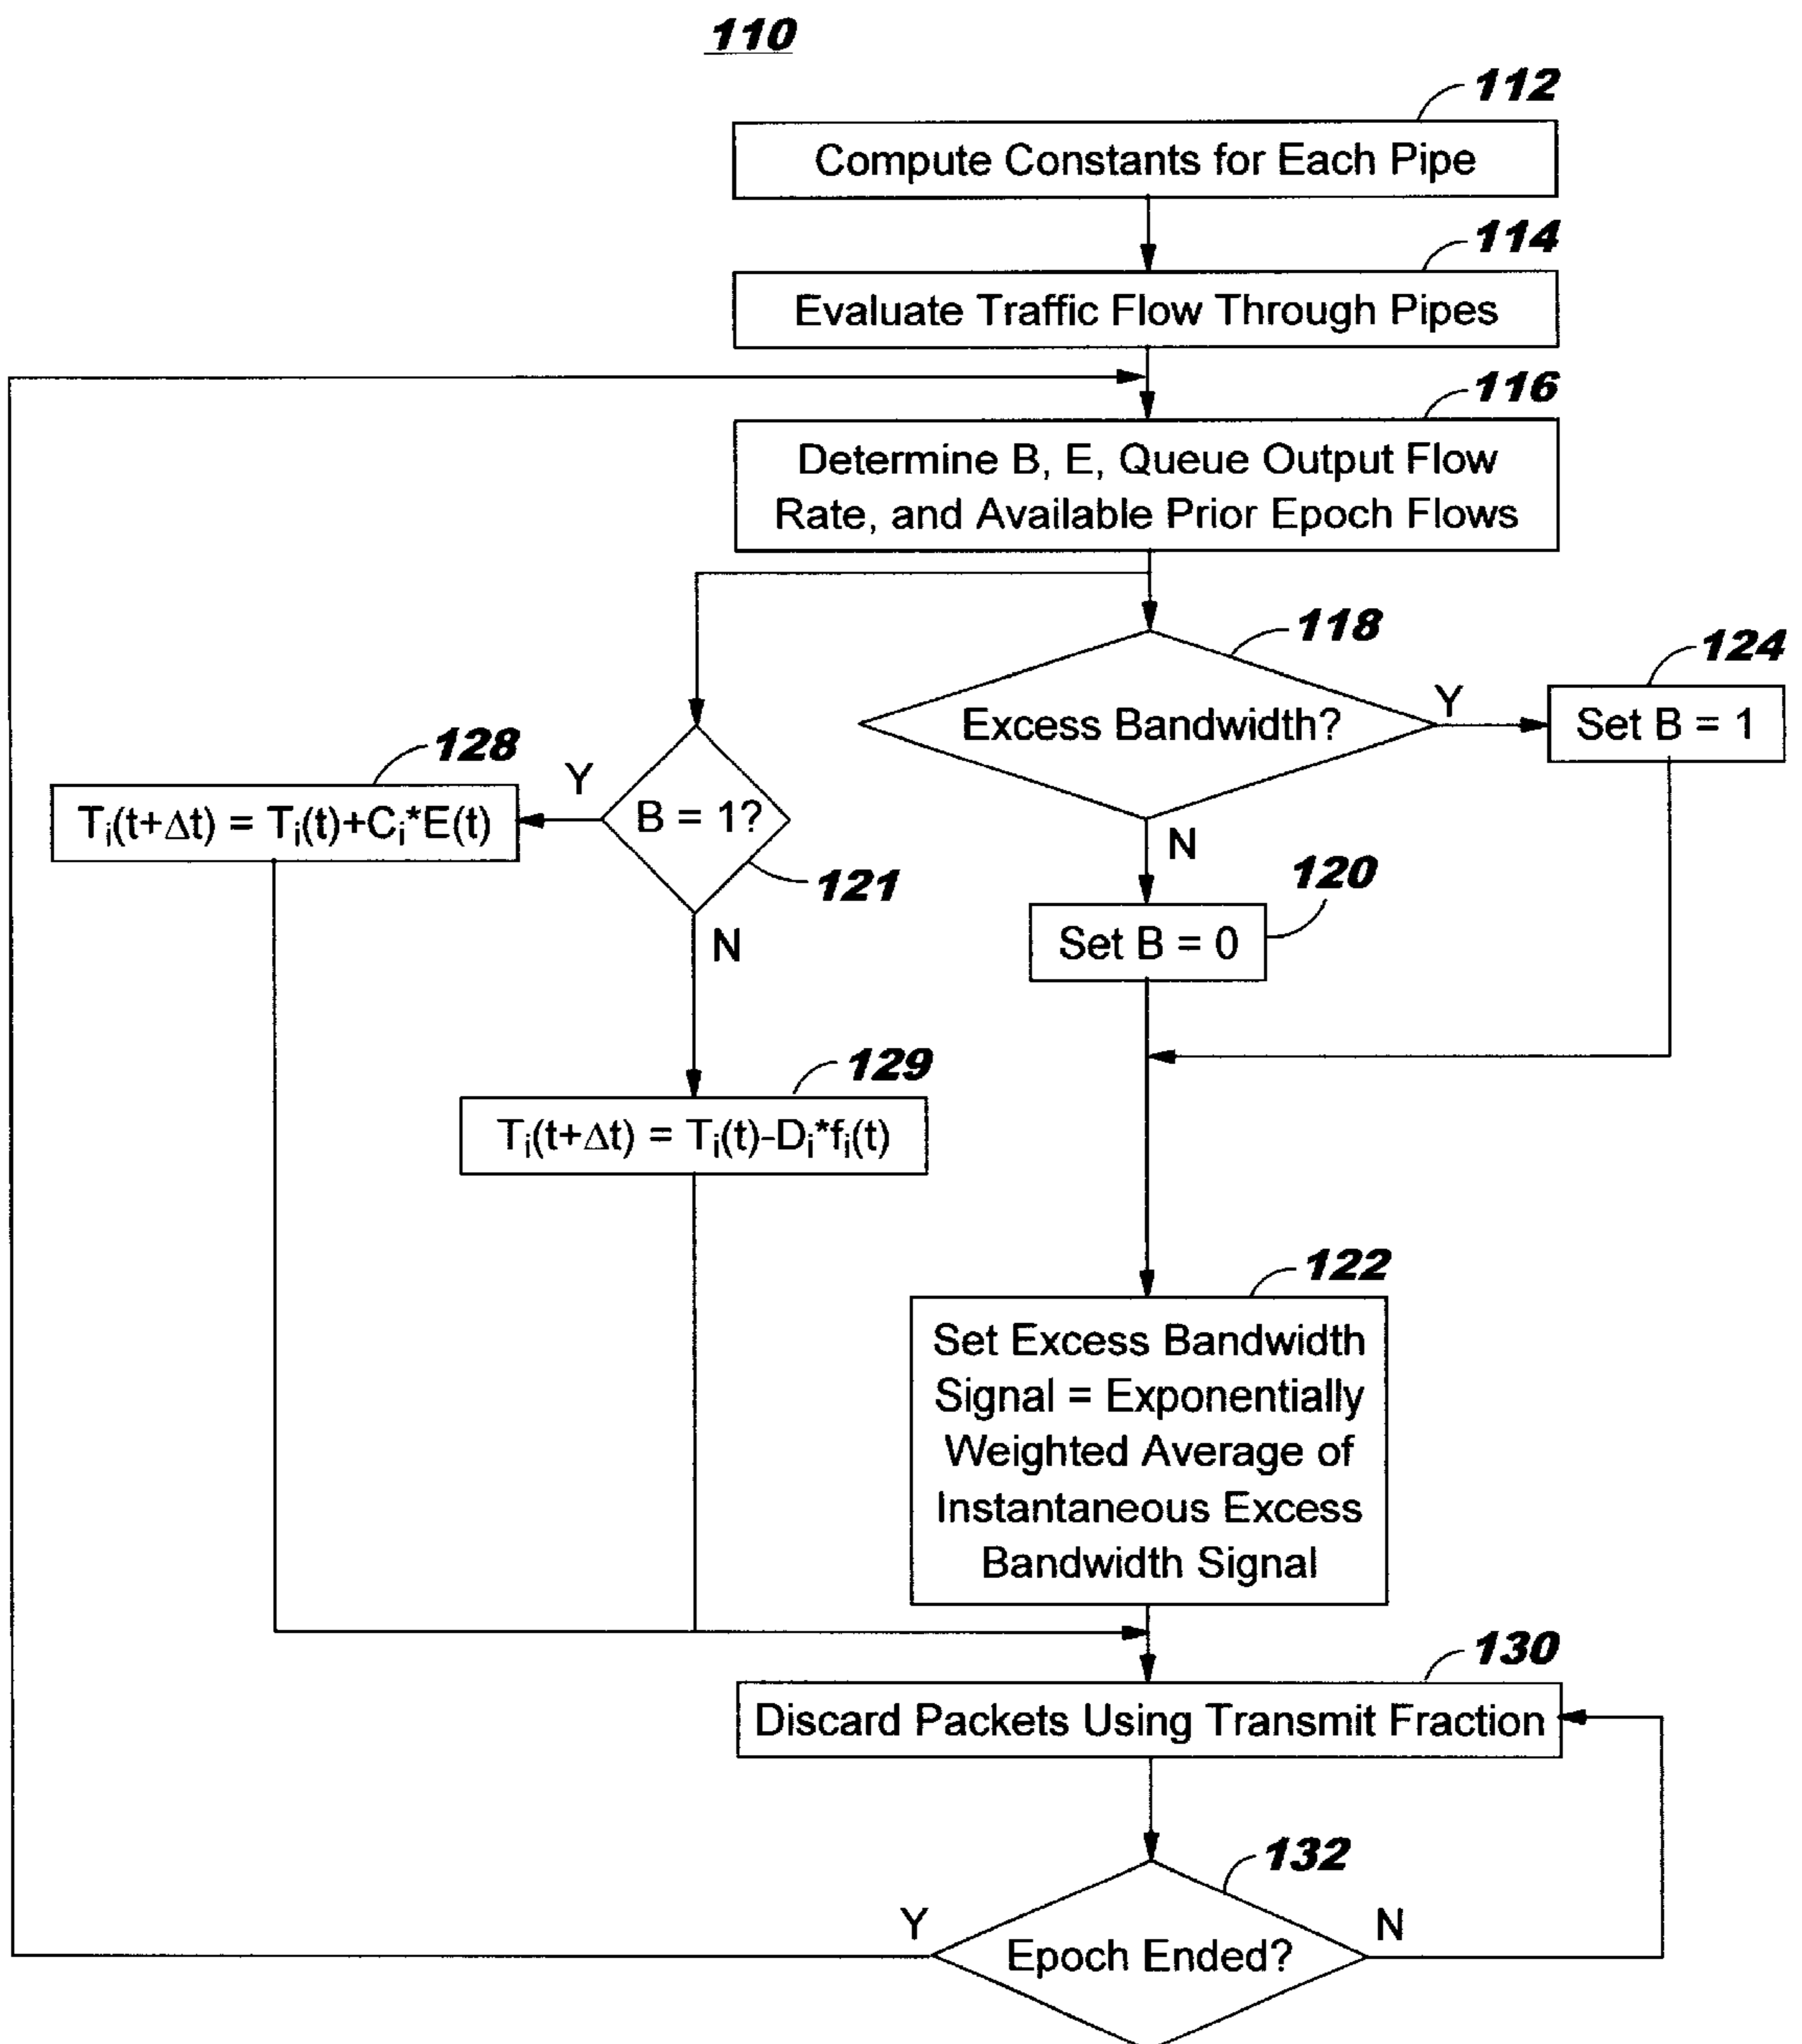 110
112
Compute Constants for Each Pipe
114
Evaluate Traffic Flow Through Pipes
116
Determine B, E, Queue Output Flow
Rate, and Available Prior Epoch Flows
118
Excess Bandwidth?
Y
124
Set B = 1
128
Tᵢ(t+Δt) = Tᵢ(t)+Cᵢ*E(t)
Y
B = 1?
121
N
N
120
Set B = 0
129
Tᵢ(t+Δt) = Tᵢ(t)-Dᵢ*fᵢ(t)
122
Set Excess Bandwidth
Signal = Exponentially
Weighted Average of
Instantaneous Excess
Bandwidth Signal
130
Discard Packets Using Transmit Fraction
132
Y
Epoch Ended?
N